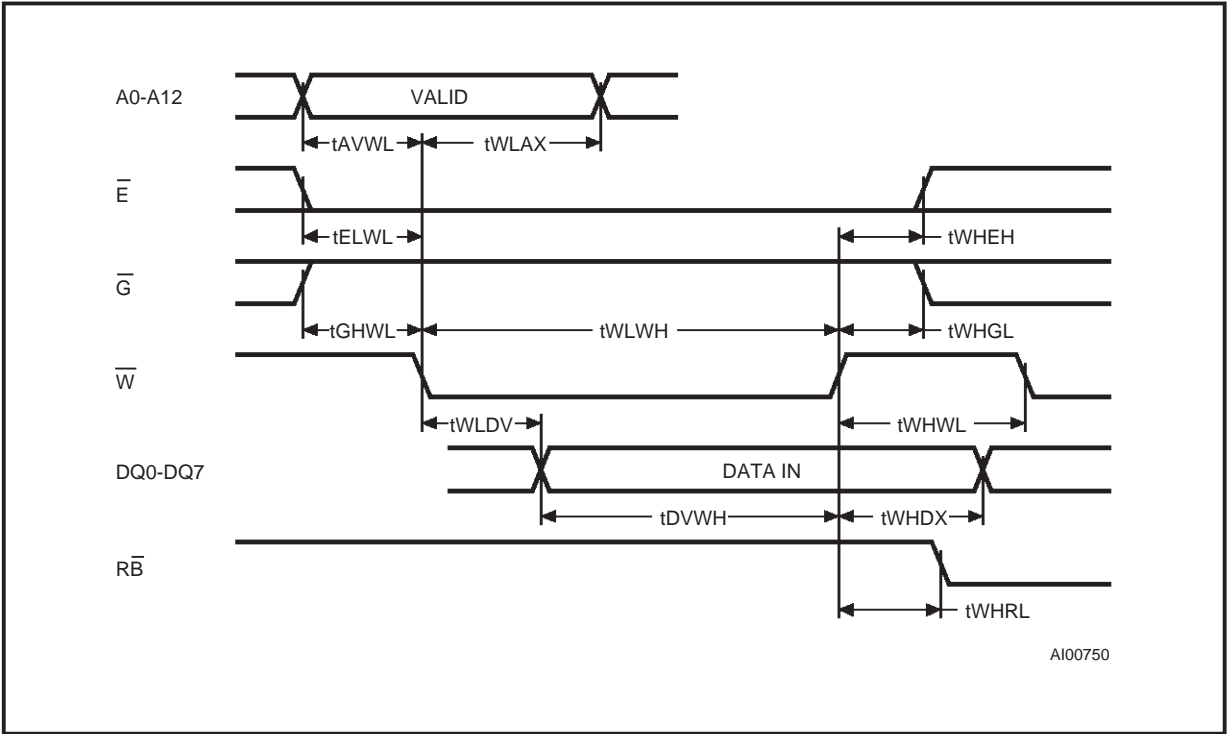 A0-A12
VALID
tAVWL
tWLAX
E̅
tELWL
tWHEH
G̅
tGHWL
tWLWH
tWHGL
W̅
tWLDV
tWHWL
DQ0-DQ7
DATA IN
tDVWH
tWHDX
RB̅
tWHRL
AI00750